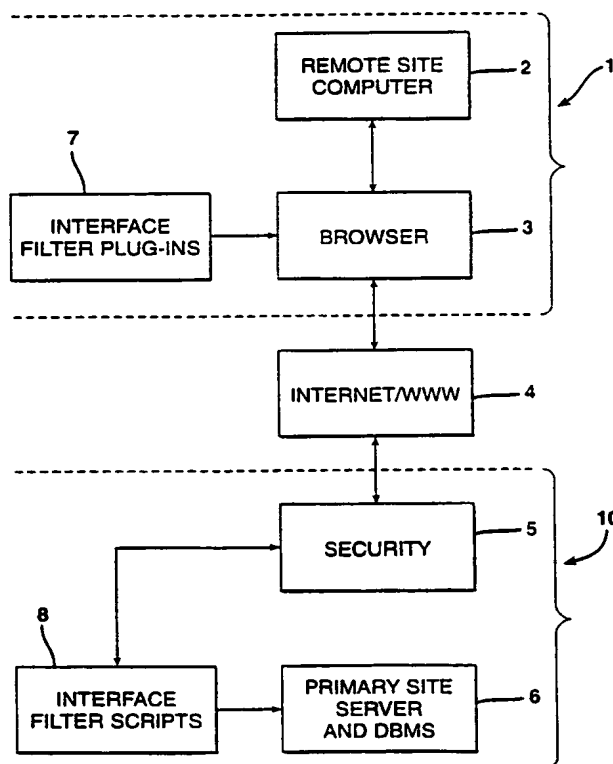 REMOTE SITE
COMPUTER
2
1
7
INTERFACE
FILTER PLUG-INS
BROWSER
3
INTERNET/WWW
4
SECURITY
5
10
8
INTERFACE
FILTER SCRIPTS
PRIMARY SITE
SERVER
AND DBMS
6